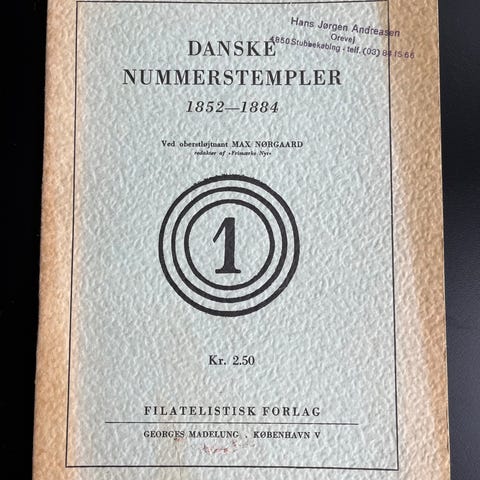 Hans Jørgen Andreasen
Orevej
4850 Stubbekøbing - telf. (03) 84 15 66
DANSKE
NUMMERSTEMPLER
1852—1884
Ved oberstløjtnant MAX NØRGAARD
redaktør af »Frimærke Nyt«
1
Kr. 2.50
FILATELISTISK FORLAG
GEORGES MADELUNG . KØBENHAVN V